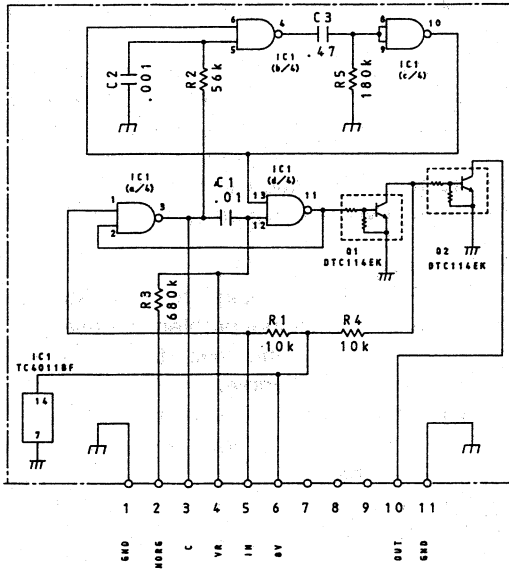 6
5
4
IC1
(b/4)
C3
.47
8
9
10
IC1
(c/4)
C2
.001
R2
56k
R5
180k
IC1
(a/4)
1
2
3
C1
.01
IC1
(d/4)
13
12
11
Q1
DTC114EK
Q2
DTC114EK
R3
680k
R1
10k
R4
10k
IC1
TC4011BF
14
7
1 2 3 4 5 6 7 8 9 10 11
GND
NORG
C
VR
IN
8V
OUT
GND